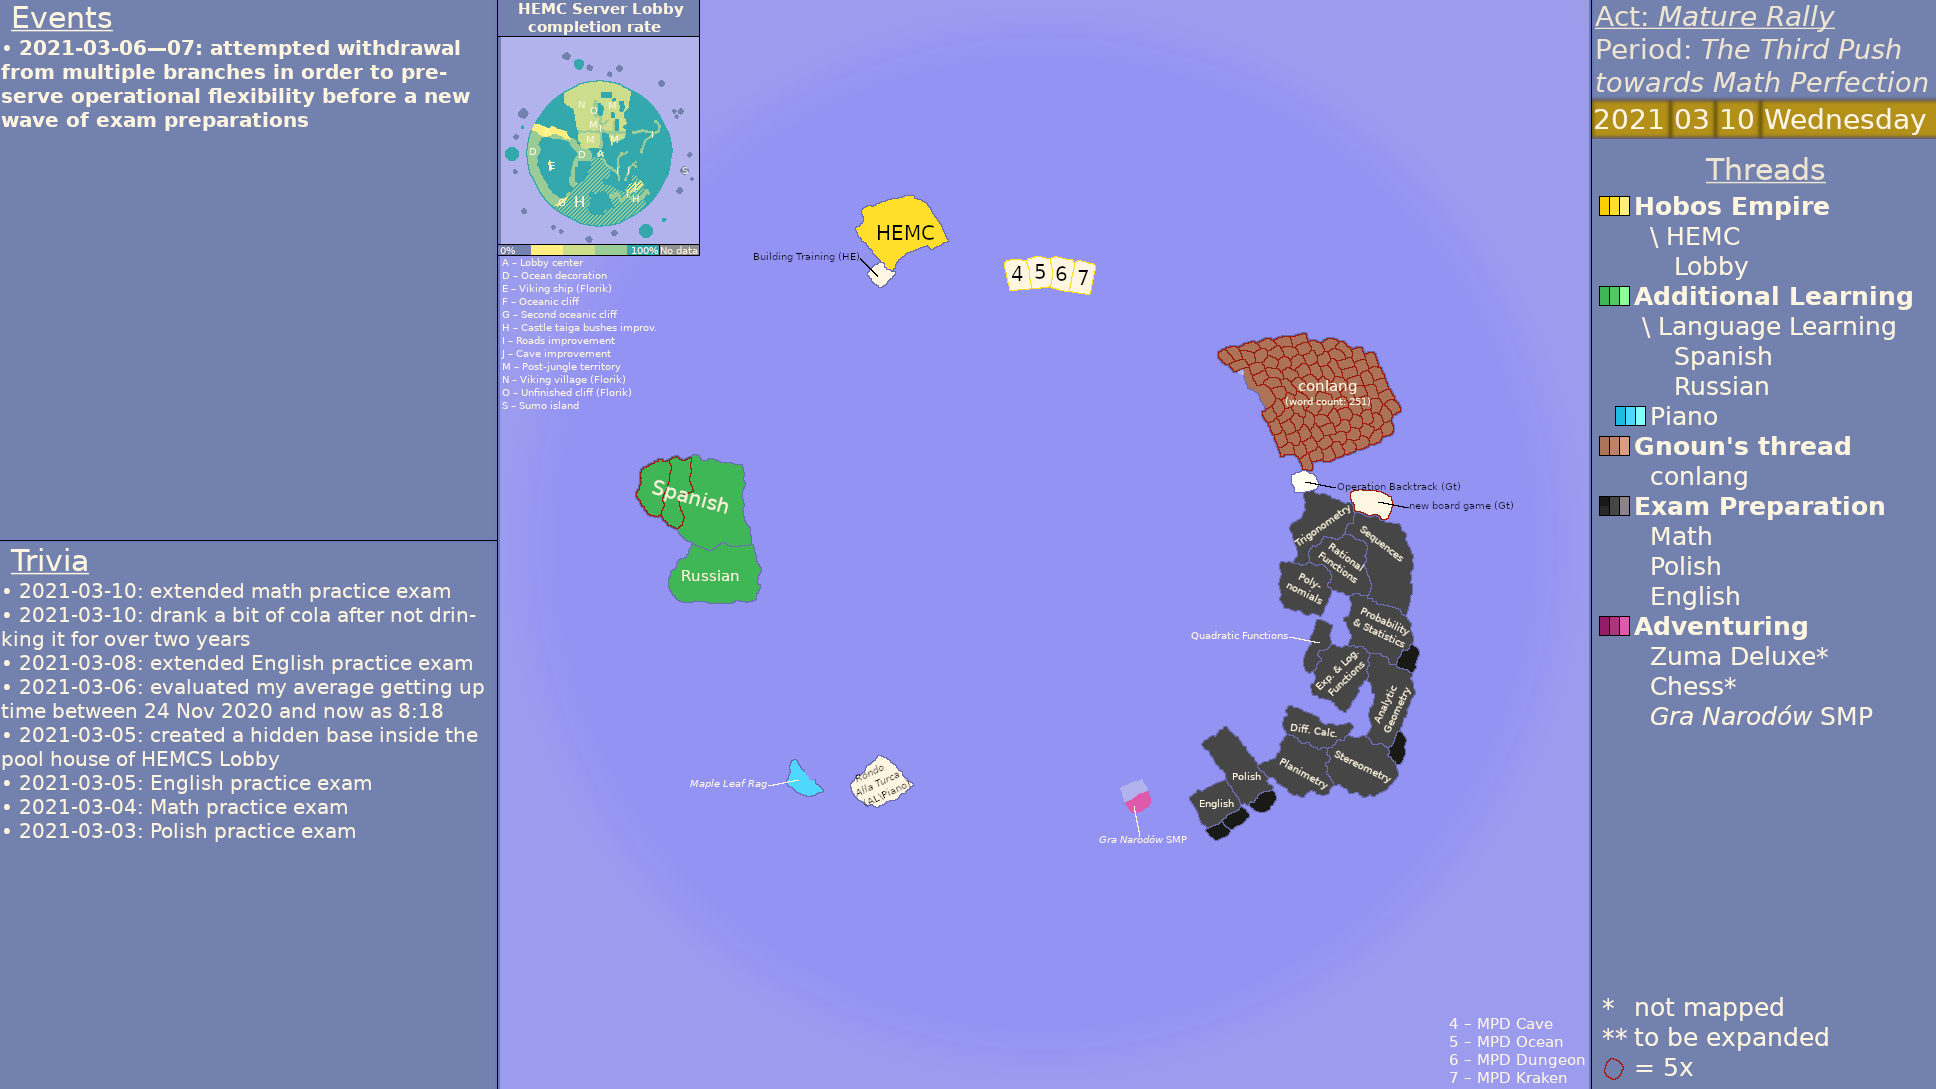 Events
• 2021-03-06—07: attempted withdrawal
from multiple branches in order to pre-
serve operational flexibility before a new
wave of exam preparations
Trivia
• 2021-03-10: extended math practice exam
• 2021-03-10: drank a bit of cola after not drin-
king it for over two years
• 2021-03-08: extended English practice exam
• 2021-03-06: evaluated my average getting up
time between 24 Nov 2020 and now as 8:18
• 2021-03-05: created a hidden base inside the
pool house of HEMCS Lobby
• 2021-03-05: English practice exam
• 2021-03-04: Math practice exam
• 2021-03-03: Polish practice exam
HEMC Server Lobby
completion rate
N
O
M
M
I
M
M
D
D
A
E
S
G
H
H
0%
100%
No data
A – Lobby center
D – Ocean decoration
E – Viking ship (Florik)
F – Oceanic cliff
G – Second oceanic cliff
H – Castle taiga bushes improv.
I – Roads improvement
J – Cave improvement
M – Post-jungle territory
N – Viking village (Florik)
O – Unfinished cliff (Florik)
S – Sumo island
HEMC
Building Training (HE)
4 5 6 7
conlang
(word count: 251)
Operation Backtrack (Gt)
new board game (Gt)
Spanish
Russian
Trigonometry
Sequences
Rational
Functions
Poly-
nomials
Probability
& Statistics
Quadratic Functions
Exp. & Log.
Functions
Analytic
Geometry
Diff. Calc.
Stereometry
Planimetry
Polish
English
Maple Leaf Rag
Rondo
Alla Turca
(AL\Piano)
Gra Narodów SMP
4 – MPD Cave
5 – MPD Ocean
6 – MPD Dungeon
7 – MPD Kraken
Act: Mature Rally
Period: The Third Push
towards Math Perfection
2021 03 10 Wednesday
Threads
Hobos Empire
\ HEMC
Lobby
Additional Learning
\ Language Learning
Spanish
Russian
Piano
Gnoun's thread
conlang
Exam Preparation
Math
Polish
English
Adventuring
Zuma Deluxe*
Chess*
Gra Narodów SMP
* not mapped
** to be expanded
= 5x